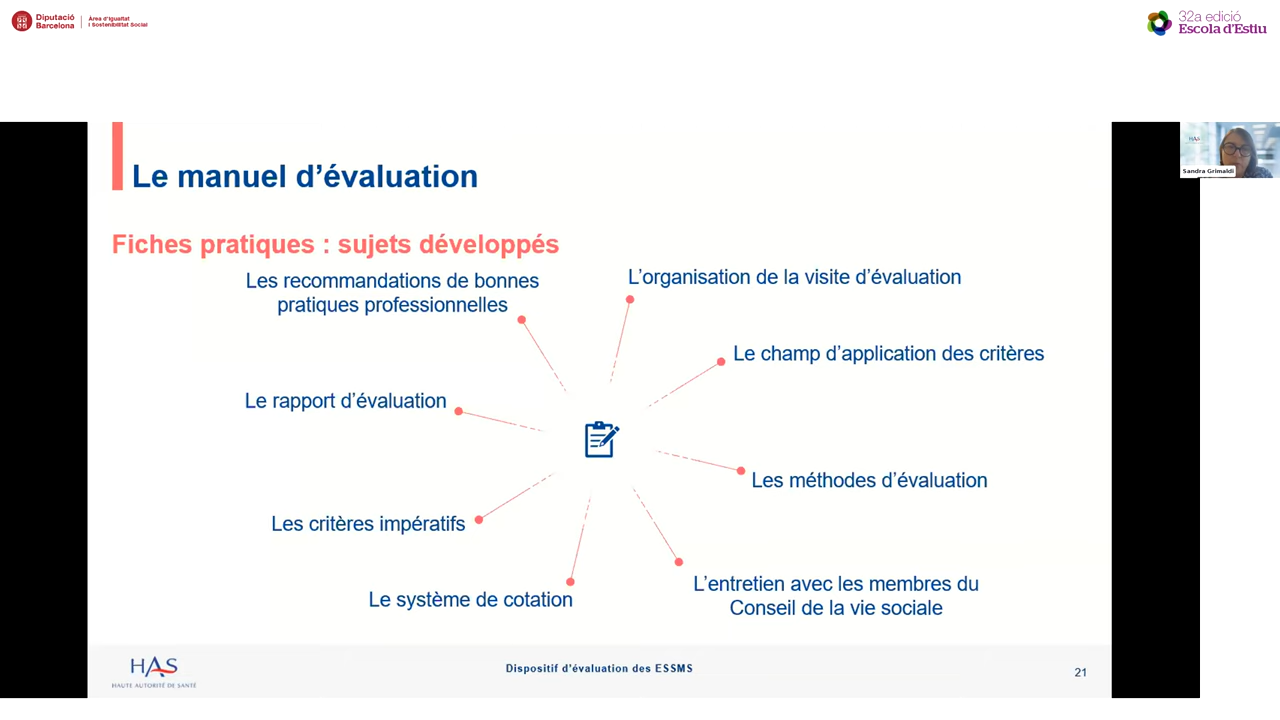 Diputació
Barcelona
Àrea d'Igualtat
i Sostenibilitat Social
32a edició
Escola d'Estiu
HAS
Sandra Grimaldi
Le manuel d'évaluation
Fiches pratiques : sujets développés
Les recommandations de bonnes
pratiques professionnelles
L'organisation de la visite d'évaluation
Le champ d'application des critères
Le rapport d'évaluation
Les méthodes d'évaluation
Les critères impératifs
Le système de cotation
L'entretien avec les membres du
Conseil de la vie sociale
HAS
HAUTE AUTORITÉ DE SANTÉ
Dispositif d'évaluation des ESSMS
21